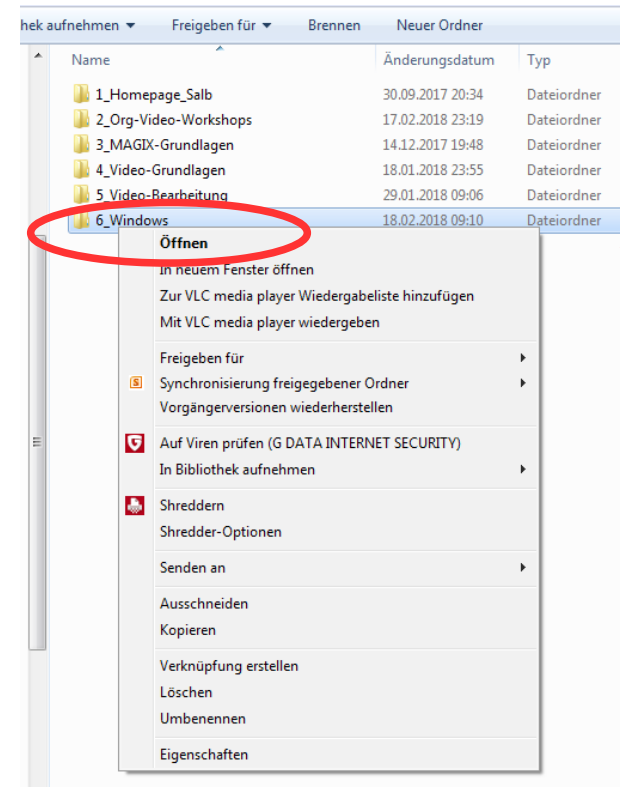 hek aufnehmen Freigeben für Brennen Neuer Ordner
Name Änderungsdatum Typ
1_Homepage_Salb 30.09.2017 20:34 Dateiordner
2_Org-Video-Workshops 17.02.2018 23:19 Dateiordner
3_MAGIX-Grundlagen 14.12.2017 19:48 Dateiordner
4_Video-Grundlagen 18.01.2018 23:55 Dateiordner
5_Video-Bearbeitung 29.01.2018 09:06 Dateiordner
6_Windows 18.02.2018 09:10 Dateiordner
Öffnen
In neuem Fenster öffnen
Zur VLC media player Wiedergabeliste hinzufügen
Mit VLC media player wiedergeben
Freigeben für
Synchronisierung freigegebener Ordner
Vorgängerversionen wiederherstellen
Auf Viren prüfen (G DATA INTERNET SECURITY)
In Bibliothek aufnehmen
Shreddern
Shredder-Optionen
Senden an
Ausschneiden
Kopieren
Verknüpfung erstellen
Löschen
Umbenennen
Eigenschaften